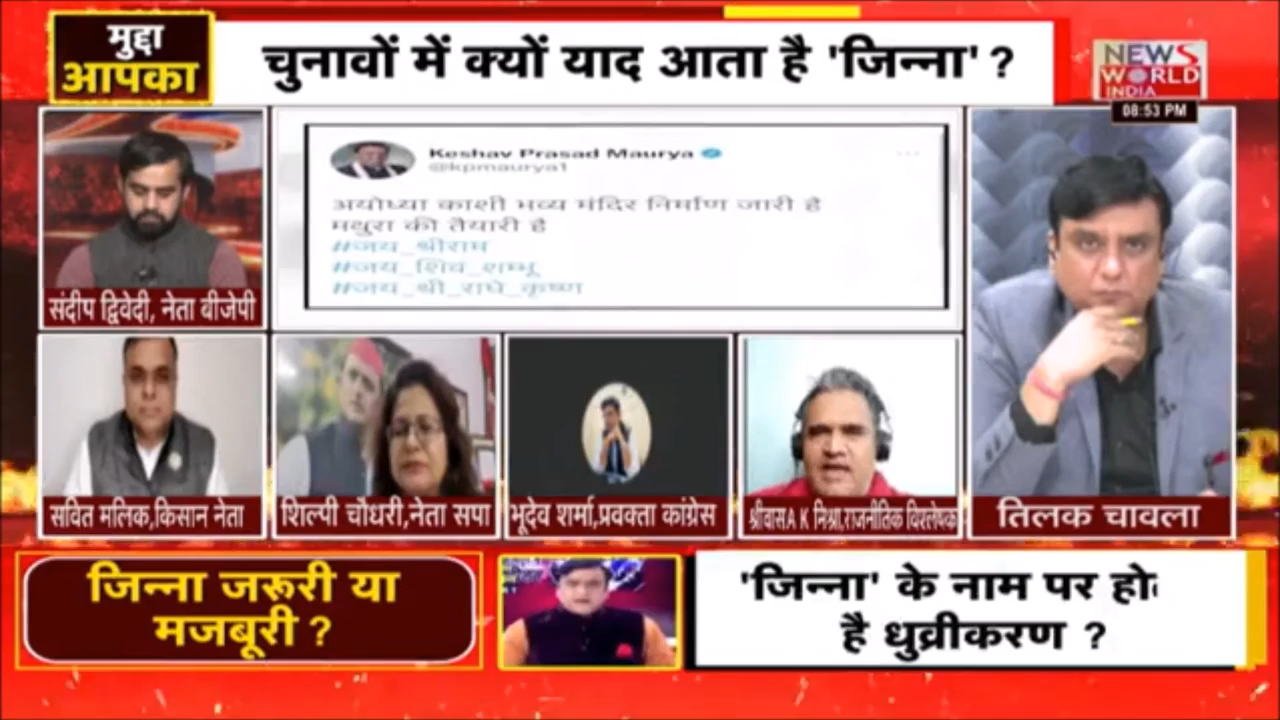 मुद्दा
आपका
चुनावों में क्यों याद आता है 'जिन्ना' ?
NEWS
WORLD
INDIA
08:53 PM
Keshav Prasad Maurya
@kpmaurya1
अयोध्या काशी भव्य मंदिर निर्माण जारी है
मथुरा की तैयारी है
#जय_श्रीराम
#जय_शिव_शम्भू
#जय_श्री_राधे_कृष्ण
संदीप द्विवेदी, नेता बीजेपी
सवित मलिक,किसान नेता
शिल्पी चौधरी,नेता सपा
भूदेव शर्मा,प्रवक्ता कांग्रेस
श्रीवासA K मिश्रा,राजनीतिक विश्लेषक
तिलक चावला
जिन्ना जरूरी या
मजबूरी ?
'जिन्ना' के नाम पर
है धुव्रीकरण ?